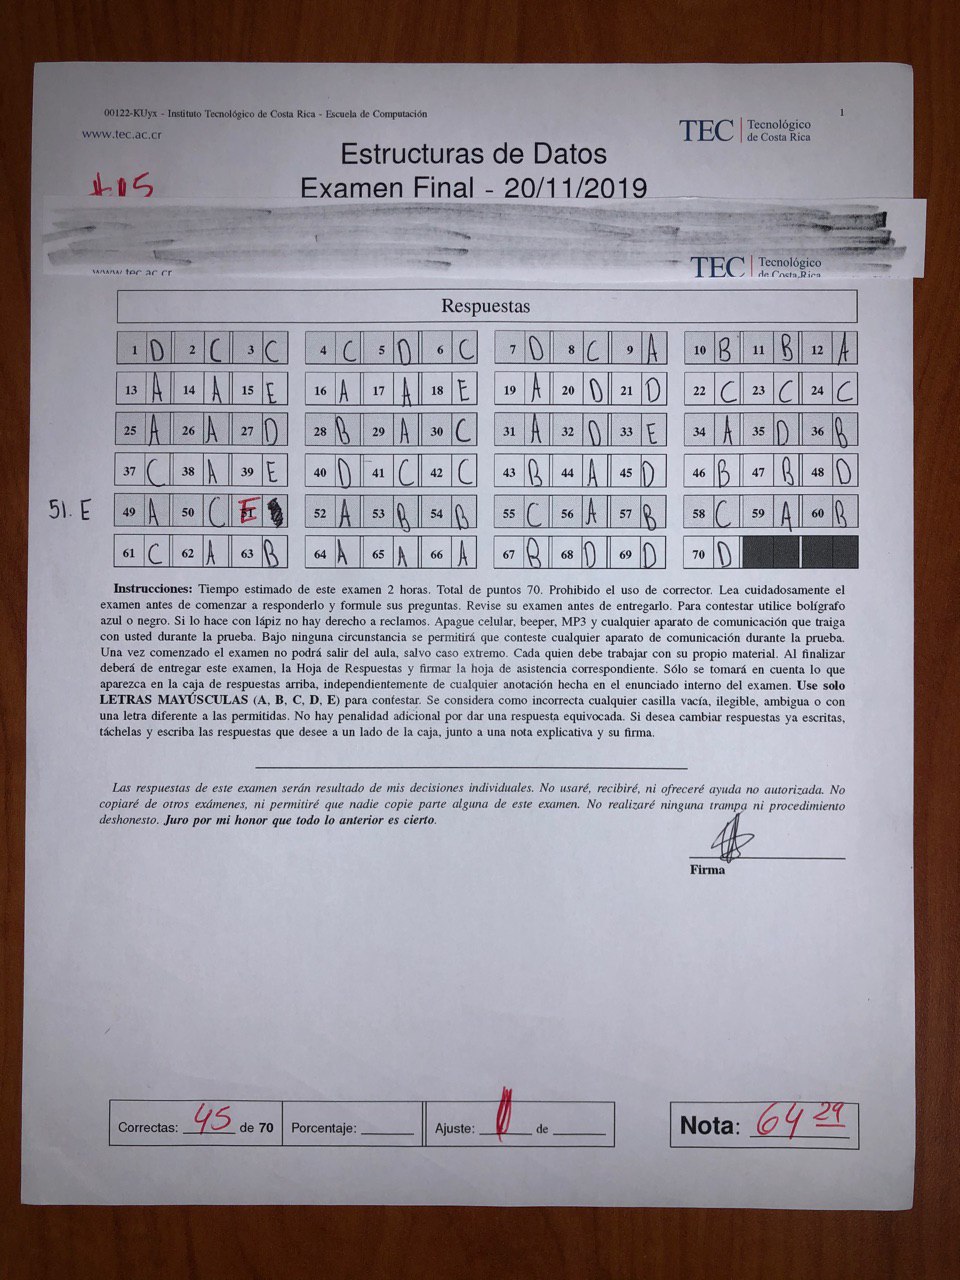 00122-KUyx - Instituto Tecnológico de Costa Rica - Escuela de Computación
1
www.tec.ac.cr
TEC | Tecnológico
de Costa Rica
Estructuras de Datos
Examen Final - 20/11/2019
www.tec.ac.cr
TEC | Tecnológico
de Costa Rica
Respuestas
1 D 2 C 3 C 4 C 5 D 6 C 7 D 8 C 9 A 10 B 11 B 12 A
13 A 14 A 15 E 16 A 17 A 18 E 19 A 20 D 21 D 22 C 23 C 24 C
25 A 26 A 27 D 28 B 29 A 30 C 31 A 32 D 33 E 34 A 35 D 36 B
37 C 38 A 39 E 40 D 41 C 42 C 43 B 44 A 45 D 46 B 47 B 48 D
51. E 49 A 50 C 51 E 52 A 53 B 54 B 55 C 56 A 57 B 58 C 59 A 60 B
61 C 62 A 63 B 64 A 65 A 66 A 67 B 68 D 69 D 70 D
Instrucciones: Tiempo estimado de este examen 2 horas. Total de puntos 70. Prohibido el uso de corrector. Lea cuidadosamente el
examen antes de comenzar a responderlo y formule sus preguntas. Revise su examen antes de entregarlo. Para contestar utilice bolígrafo
azul o negro. Si lo hace con lápiz no hay derecho a reclamos. Apague celular, beeper, MP3 y cualquier aparato de comunicación que traiga
con usted durante la prueba. Bajo ninguna circunstancia se permitirá que conteste cualquier aparato de comunicación durante la prueba.
Una vez comenzado el examen no podrá salir del aula, salvo caso extremo. Cada quien debe trabajar con su propio material. Al finalizar
deberá de entregar este examen, la Hoja de Respuestas y firmar la hoja de asistencia correspondiente. Sólo se tomará en cuenta lo que
aparezca en la caja de respuestas arriba, independientemente de cualquier anotación hecha en el enunciado interno del examen. Use solo
LETRAS MAYÚSCULAS (A, B, C, D, E) para contestar. Se considera como incorrecta cualquier casilla vacía, ilegible, ambigua o con
una letra diferente a las permitidas. No hay penalidad adicional por dar una respuesta equivocada. Si desea cambiar respuestas ya escritas,
táchelas y escriba las respuestas que desee a un lado de la caja, junto a una nota explicativa y su firma.
Las respuestas de este examen serán resultado de mis decisiones individuales. No usaré, recibiré, ni ofreceré ayuda no autorizada. No
copiaré de otros exámenes, ni permitiré que nadie copie parte alguna de este examen. No realizaré ninguna trampa ni procedimiento
deshonesto. Juro por mi honor que todo lo anterior es cierto.
Firma
Correctas: 45 de 70 Porcentaje: Ajuste: de Nota: 64 29